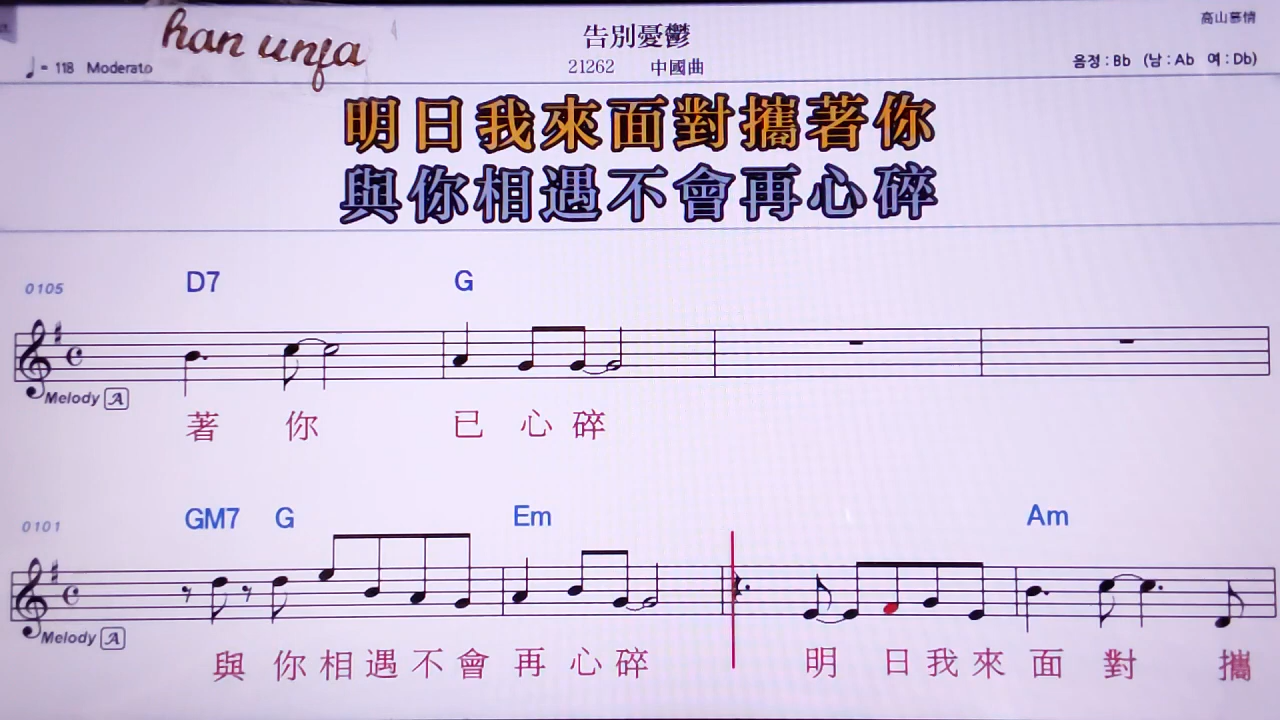 han unja
告別憂鬱
高山慕情
♩= 118 Moderato
21262 中國曲
음정 : Bb (남 : Ab 여 : Db)
明日我來面對攜著你
與你相遇不會再心碎
0105
D7 G
Melody A
著 你 已 心 碎
0101
GM7 G Em Am
Melody A
與 你 相 遇 不 會 再 心 碎 明 日 我 來 面 對 攜